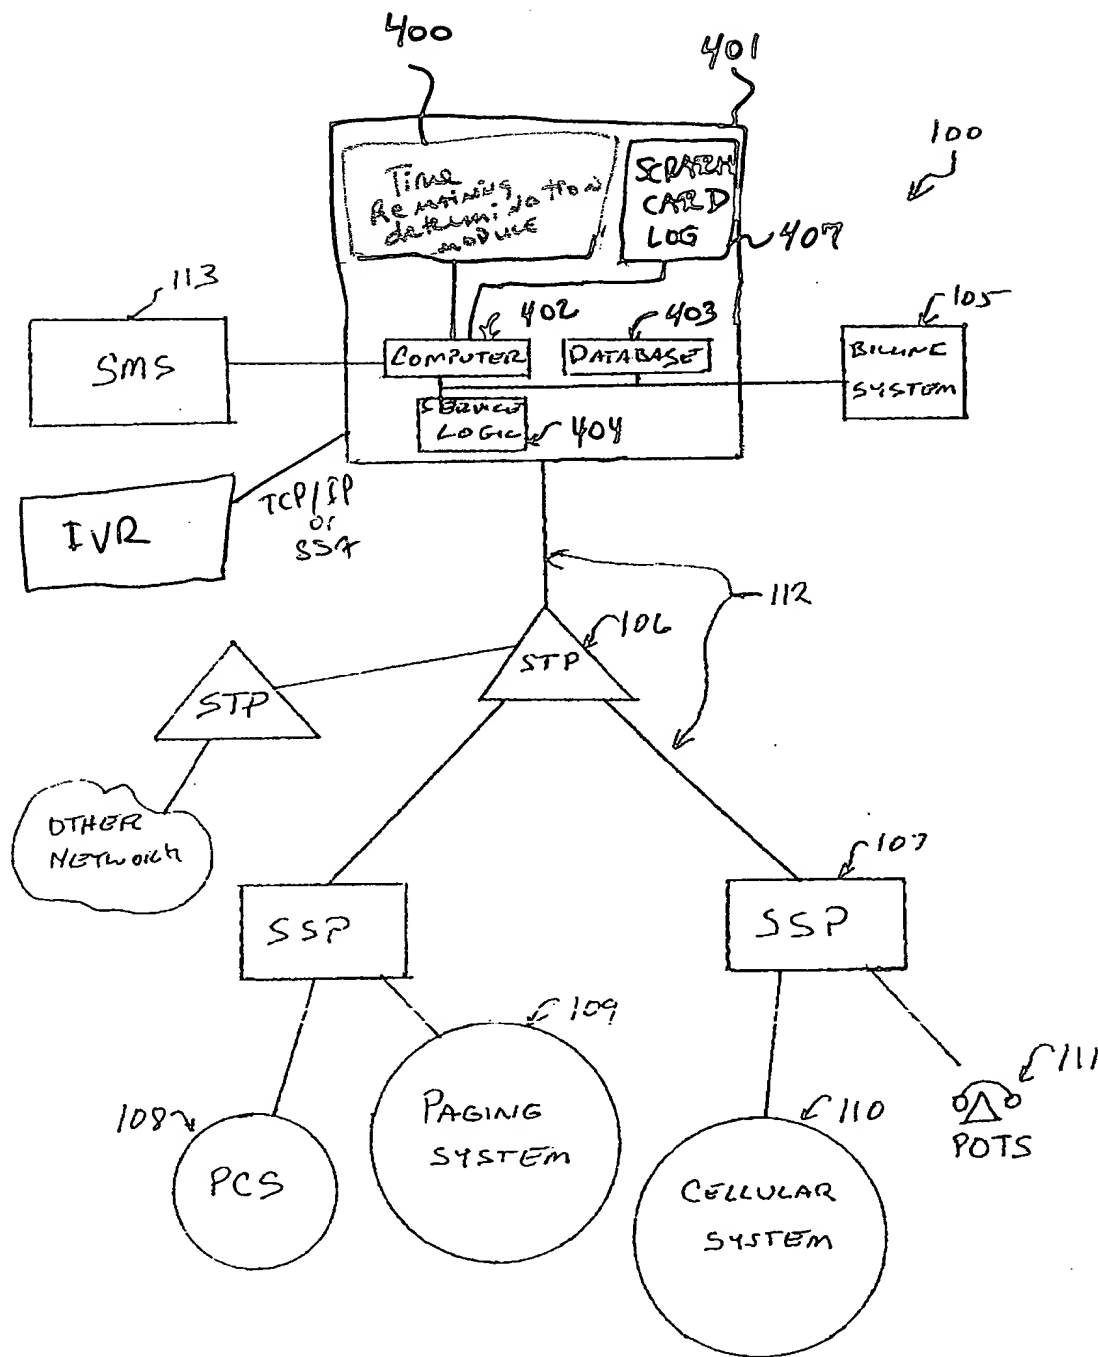 400
401
100
Time
Remaining
determination
MODULE
SCRATCH
CARD
LOG
407
113
SMS
402
COMPUTER
403
DATABASE
105
BILLING
SYSTEM
SERVICE
LOGIC
404
IVR
TCP/IP
or
SS7
112
106
STP
STP
OTHER
NETWORK
107
SSP
SSP
109
108
PCS
PAGING
SYSTEM
110
CELLULAR
SYSTEM
111
POTS